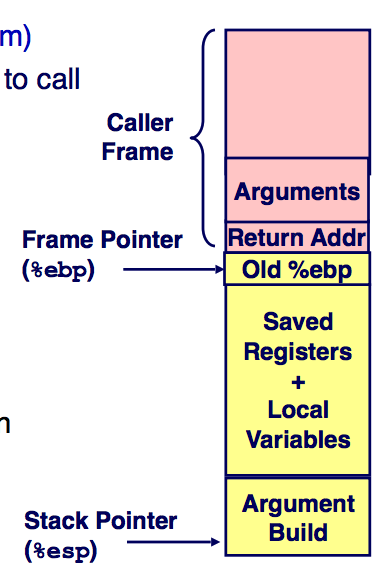 m)
to call
Caller
Frame
Arguments
Frame Pointer
(%ebp)
Return Addr
Old %ebp
Saved
Registers
+
Local
Variables
n
Stack Pointer
(%esp)
Argument
Build